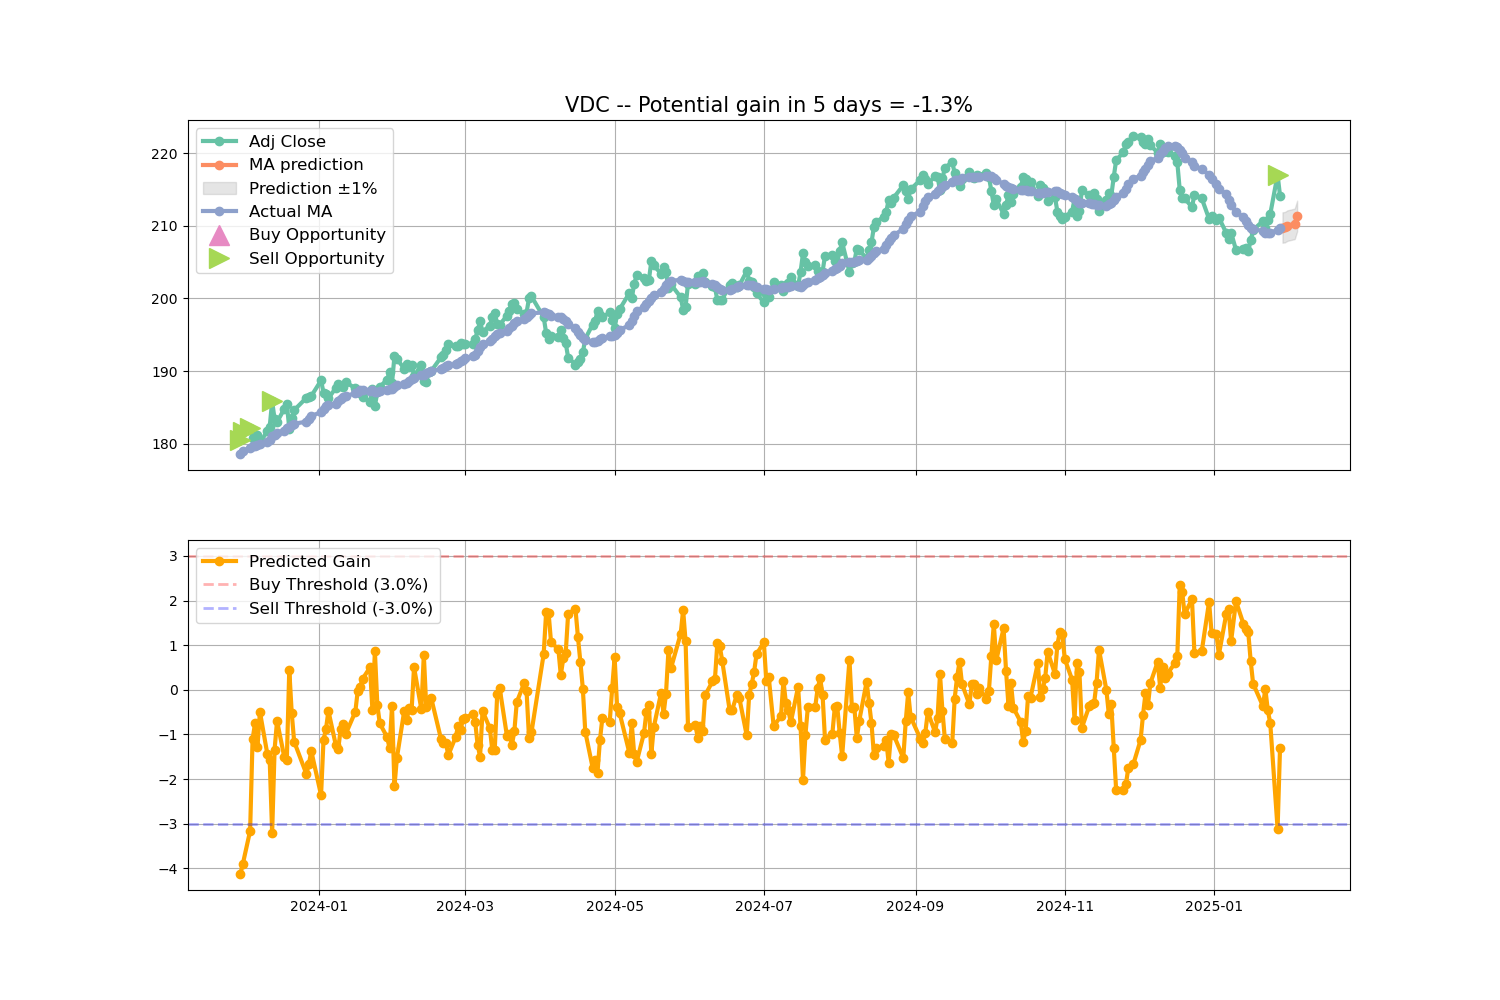 VDC -- Potential gain in 5 days = -1.3%
Adj Close
MA prediction
Prediction ±1%
Actual MA
Buy Opportunity
Sell Opportunity
220
210
200
190
180
Predicted Gain
Buy Threshold (3.0%)
Sell Threshold (-3.0%)
3
2
1
0
−1
−2
−3
−4
2024-01 2024-03 2024-05 2024-07 2024-09 2024-11 2025-01